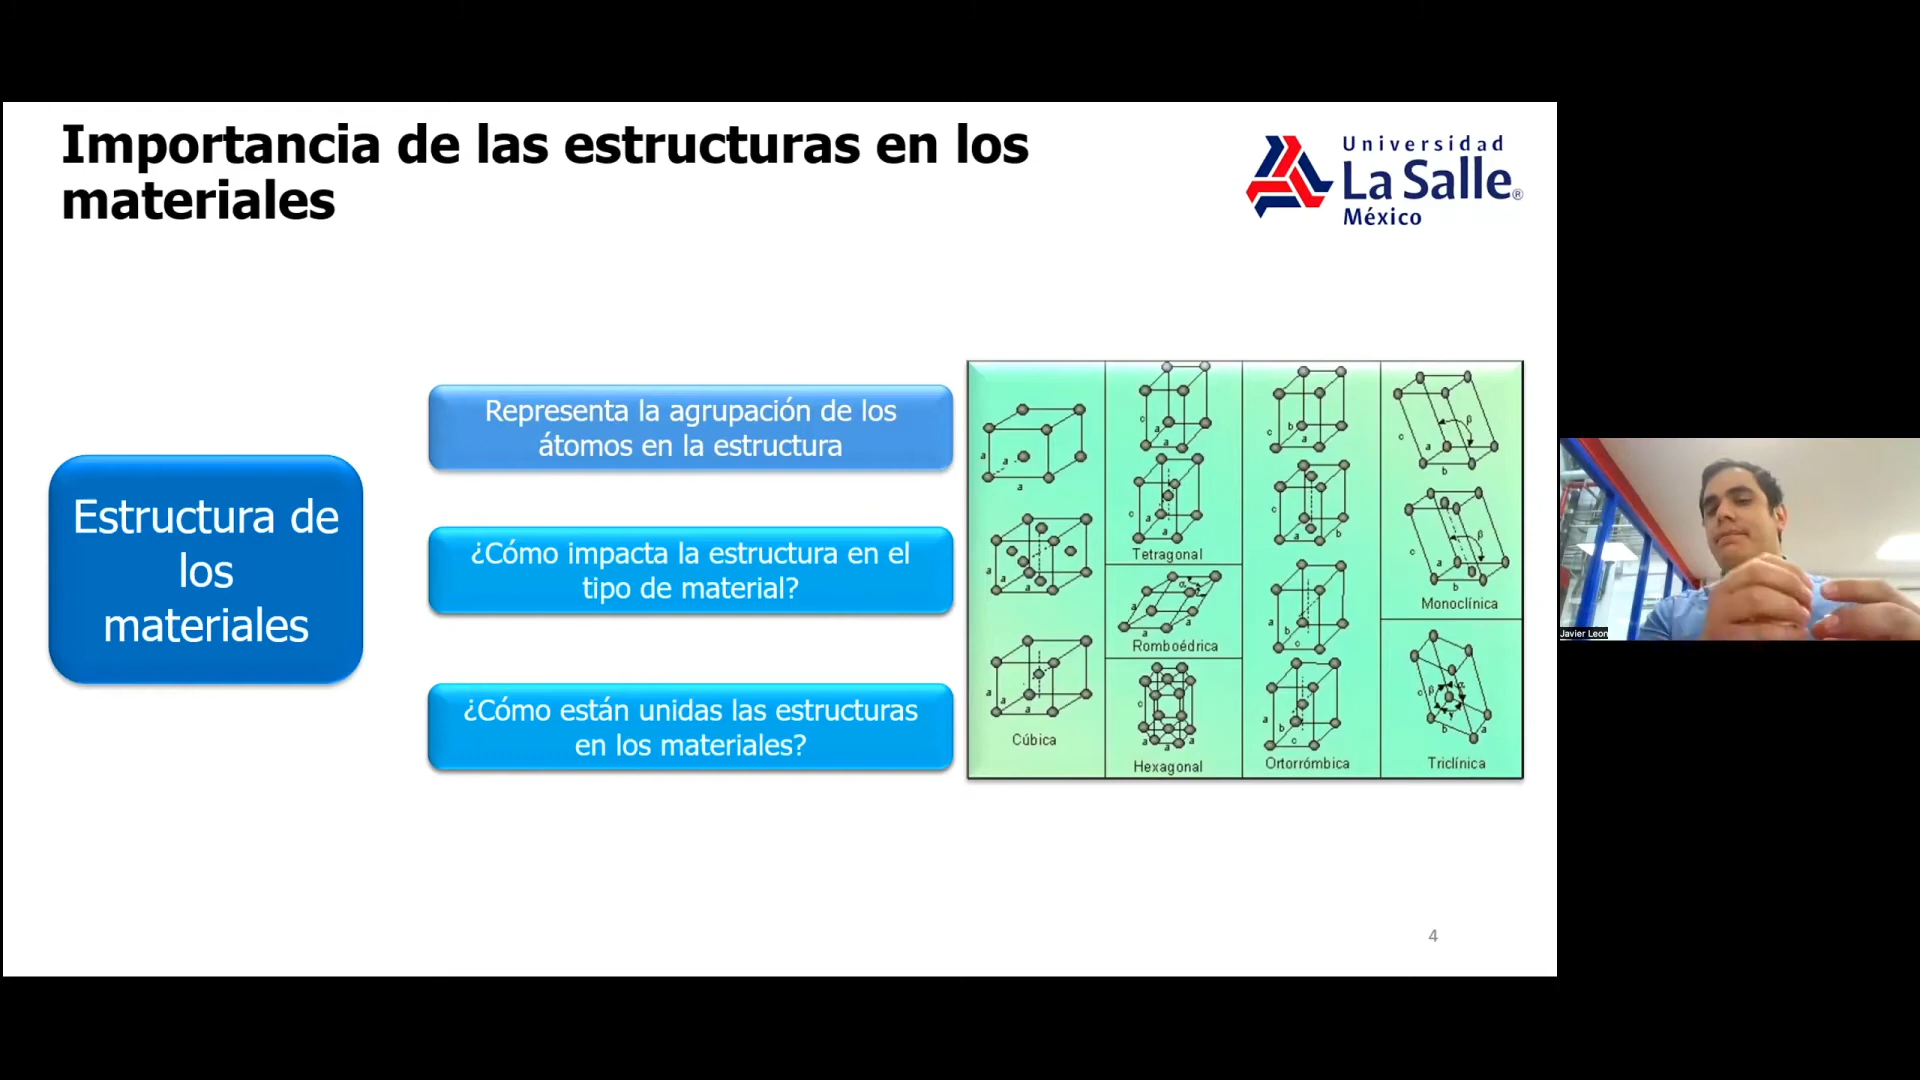 Importancia de las estructuras en los
materiales
Universidad
La Salle®
México
Estructura de
los
materiales
Representa la agrupación de los
átomos en la estructura
¿Cómo impacta la estructura en el
tipo de material?
¿Cómo están unidas las estructuras
en los materiales?
Cúbica
Tetragonal
Romboédrica
Hexagonal
Ortorrómbica
Monoclínica
Triclínica
Javier Leon
4